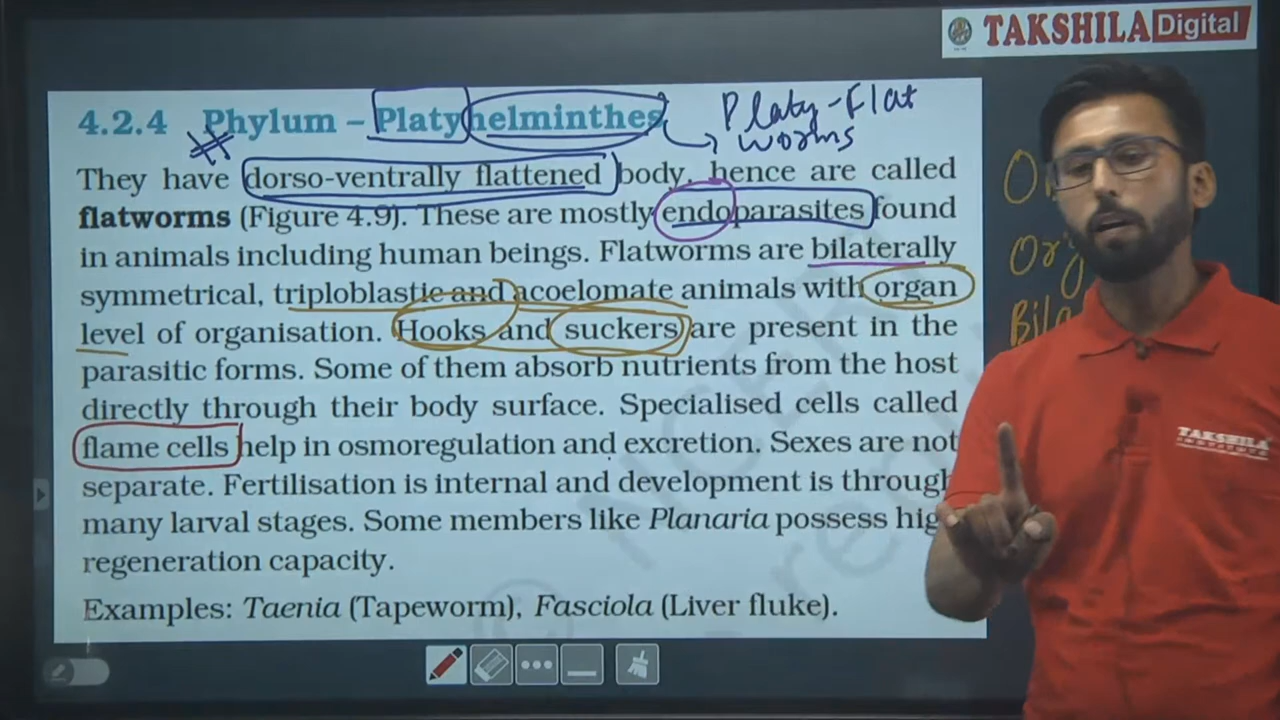 TAKSHILA Digital
4.2.4 Phylum – Platyhelminthes
Platy-Flat
worms
They have dorso-ventrally flattened body, hence are called
flatworms (Figure 4.9). These are mostly endoparasites found
in animals including human beings. Flatworms are bilaterally
symmetrical, triploblastic and acoelomate animals with organ
level of organisation. Hooks and suckers are present in the
parasitic forms. Some of them absorb nutrients from the host
directly through their body surface. Specialised cells called
flame cells help in osmoregulation and excretion. Sexes are not
separate. Fertilisation is internal and development is through
many larval stages. Some members like Planaria possess hig
regeneration capacity.
Examples: Taenia (Tapeworm), Fasciola (Liver fluke).
© NCERT
Org
Bila
TAKSHILA